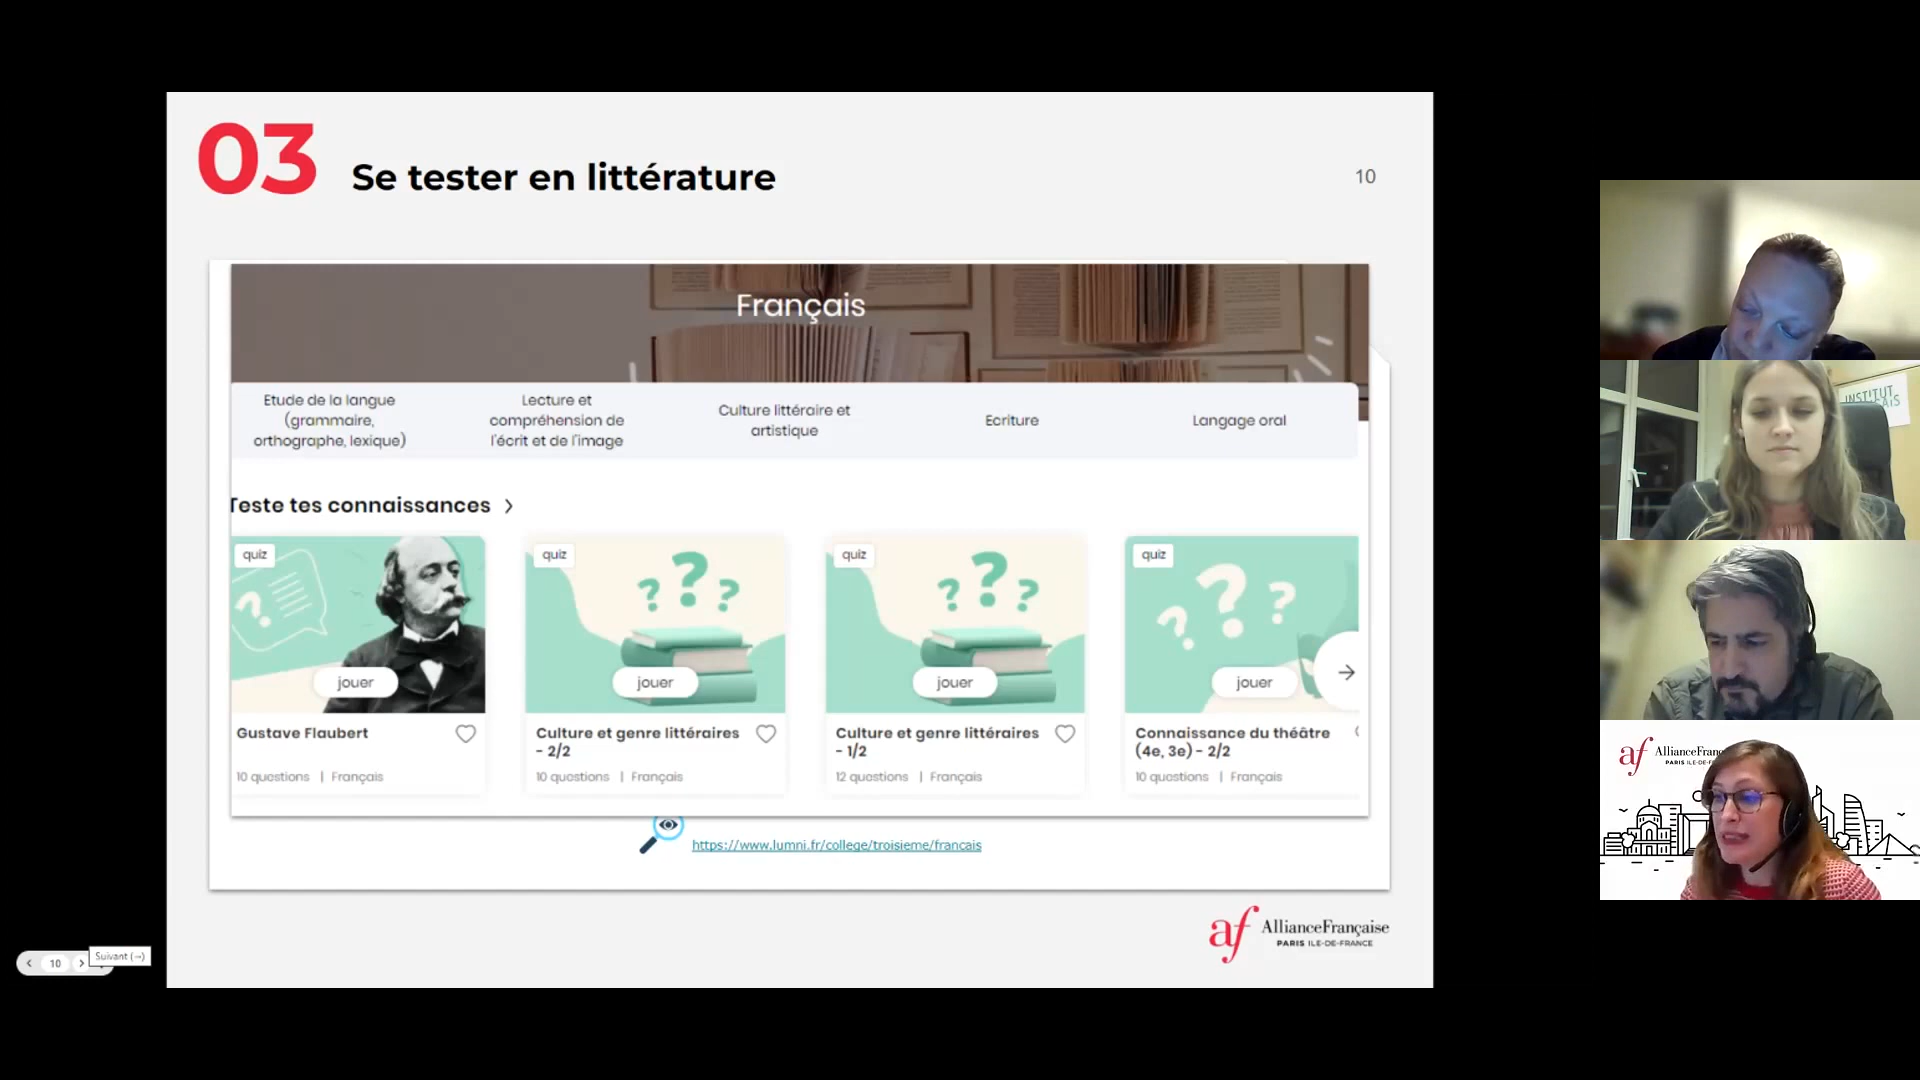 03
Se tester en littérature
10
Français
Etude de la langue
(grammaire,
orthographe, lexique)
Lecture et
compréhension de
l'écrit et de l'image
Culture littéraire et
artistique
Ecriture
Langage oral
Teste tes connaissances
quiz
jouer
Gustave Flaubert
10 questions | Français
quiz
jouer
Culture et genre littéraires
- 2/2
10 questions | Français
quiz
jouer
Culture et genre littéraires
- 1/2
12 questions | Français
quiz
jouer
Connaissance du théâtre
(4e, 3e) - 2/2
10 questions | Français
https://www.lumni.fr/college/troisieme/francais
af AllianceFrançaise
PARIS ILE-DE-FRANCE
10
Suivant (→)
INSTITUT
af
PARIS